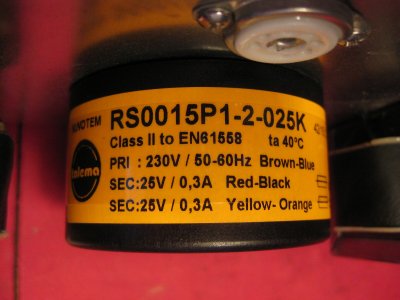 NUVOTEM
RS0015P1-2-025K
Class II to EN61558 ta 40°C
PRI : 230V / 50-60Hz Brown-Blue
talema
SEC:25V / 0,3A Red-Black
SEC:25V / 0,3A Yellow- Orange